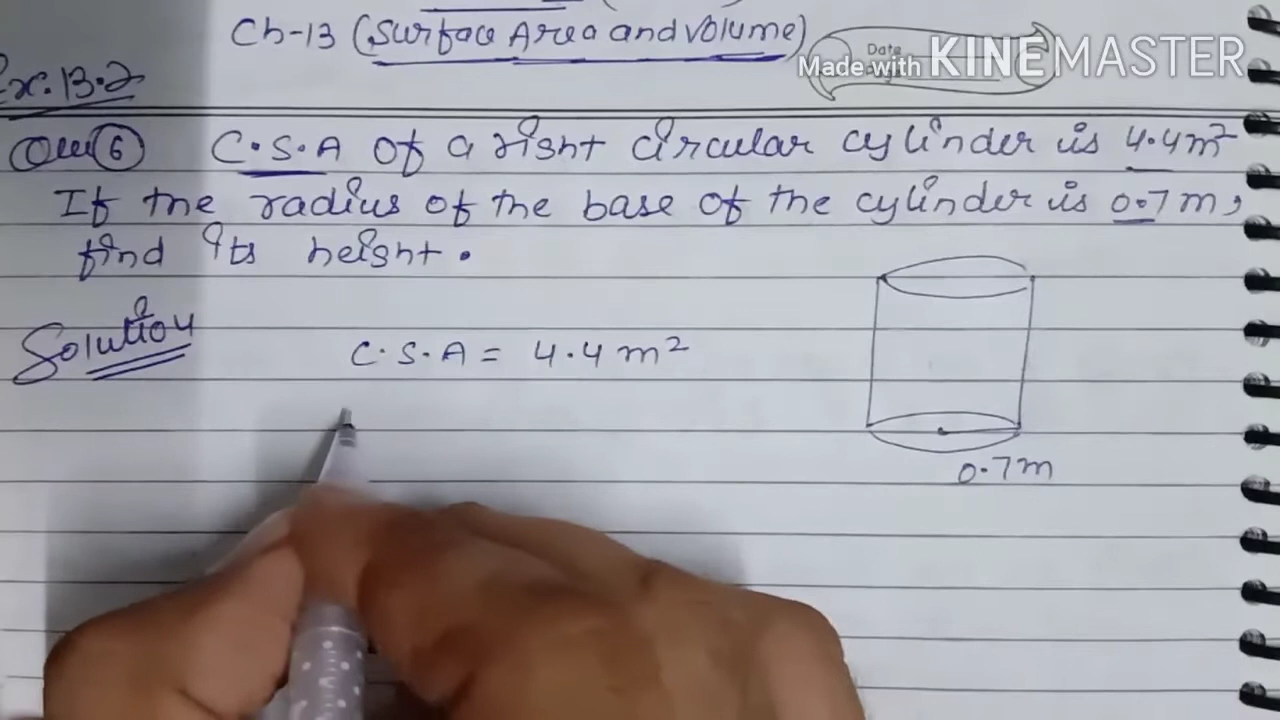 Ch-13 (Surface Area and volume)
Date
Made with KINEMASTER
Ex. 13.2
Que 6 C.S.A of a right circular cylinder is 4.4m²
If the radius of the base of the cylinder is 0.7m,
find its height.
Solution
C.S.A = 4.4 m²
0.7m